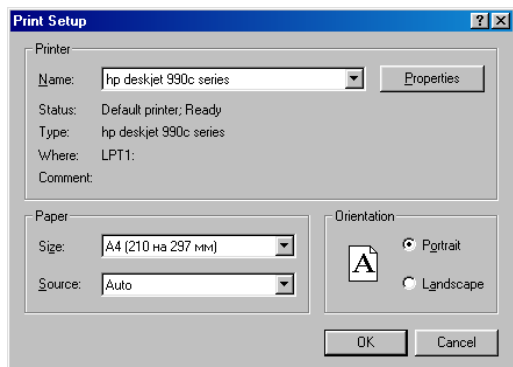 Print Setup
Printer
Name: hp deskjet 990c series Properties
Status: Default printer; Ready
Type: hp deskjet 990c series
Where: LPT1:
Comment:
Paper
Size: A4 (210 на 297 мм)
Source: Auto
Orientation
A
Portrait
Landscape
OK Cancel